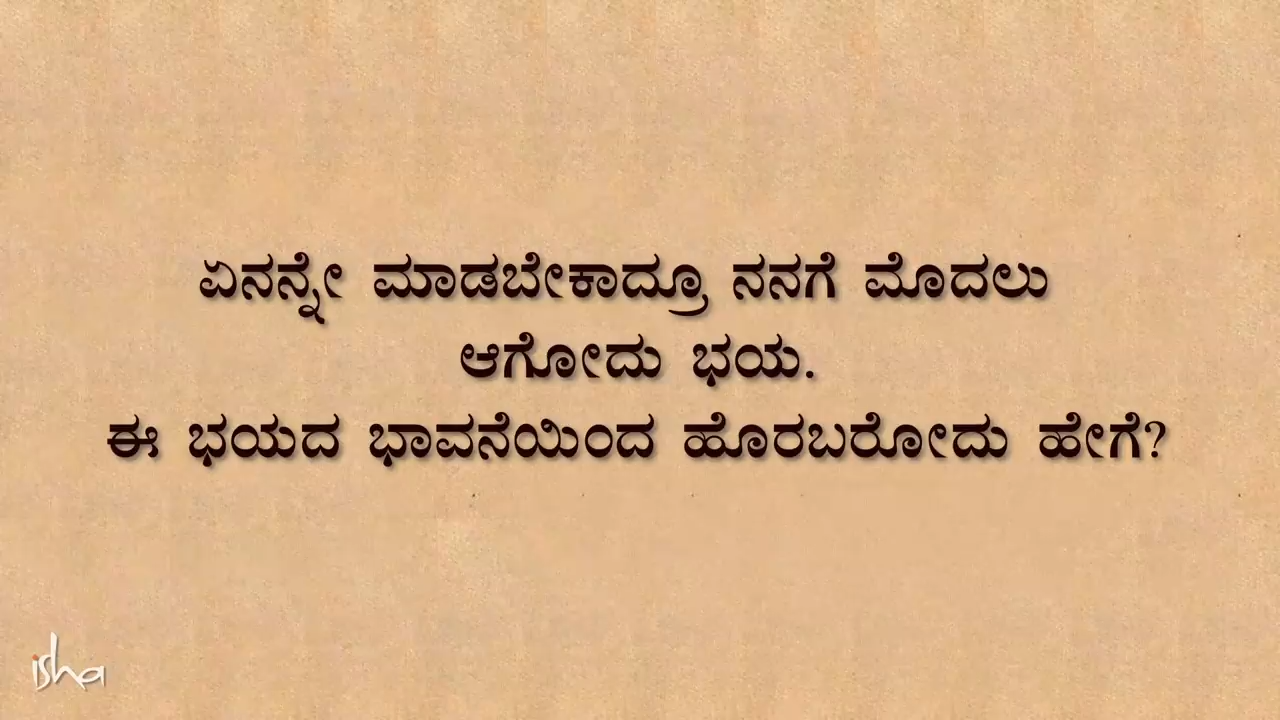 ಏನನ್ನೇ ಮಾಡಬೇಕಾದ್ರೂ ನನಗೆ ಮೊದಲು
ಆಗೋದು ಭಯ.
ಈ ಭಯದ ಭಾವನೆಯಿಂದ ಹೊರಬರೋದು ಹೇಗೆ?
isha